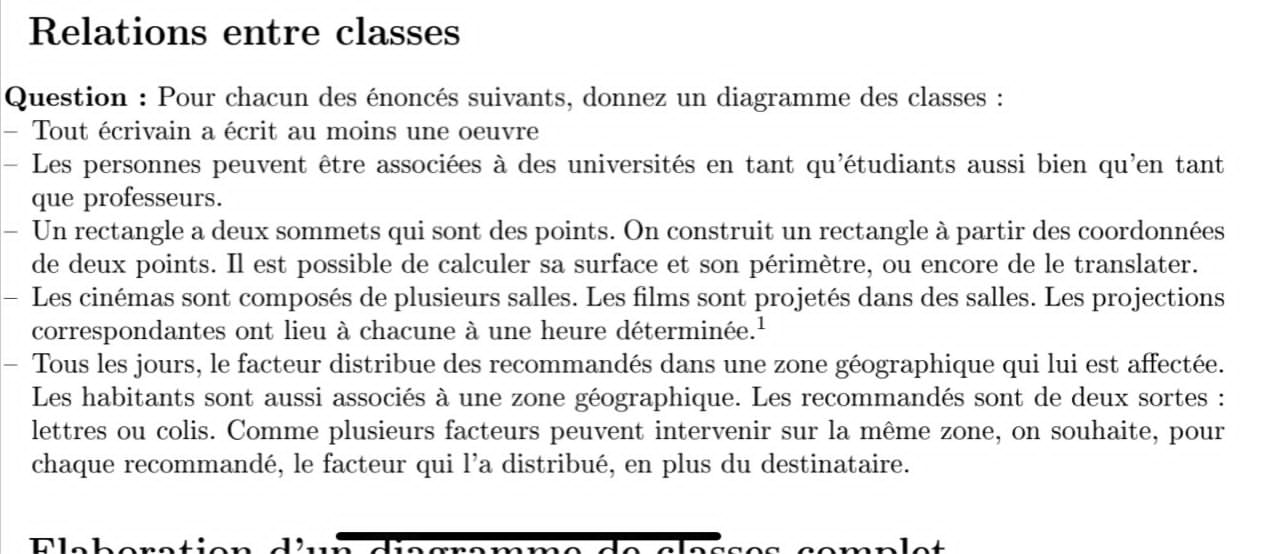 Relations entre classes
Question : Pour chacun des énoncés suivants, donnez un diagramme des classes :
– Tout écrivain a écrit au moins une oeuvre
– Les personnes peuvent être associées à des universités en tant qu'étudiants aussi bien qu'en tant
que professeurs.
– Un rectangle a deux sommets qui sont des points. On construit un rectangle à partir des coordonnées
de deux points. Il est possible de calculer sa surface et son périmètre, ou encore de le translater.
– Les cinémas sont composés de plusieurs salles. Les films sont projetés dans des salles. Les projections
correspondantes ont lieu à chacune à une heure déterminée.1
– Tous les jours, le facteur distribue des recommandés dans une zone géographique qui lui est affectée.
Les habitants sont aussi associés à une zone géographique. Les recommandés sont de deux sortes :
lettres ou colis. Comme plusieurs facteurs peuvent intervenir sur la même zone, on souhaite, pour
chaque recommandé, le facteur qui l'a distribué, en plus du destinataire.
Elaboration d'un diagramme de classes complet